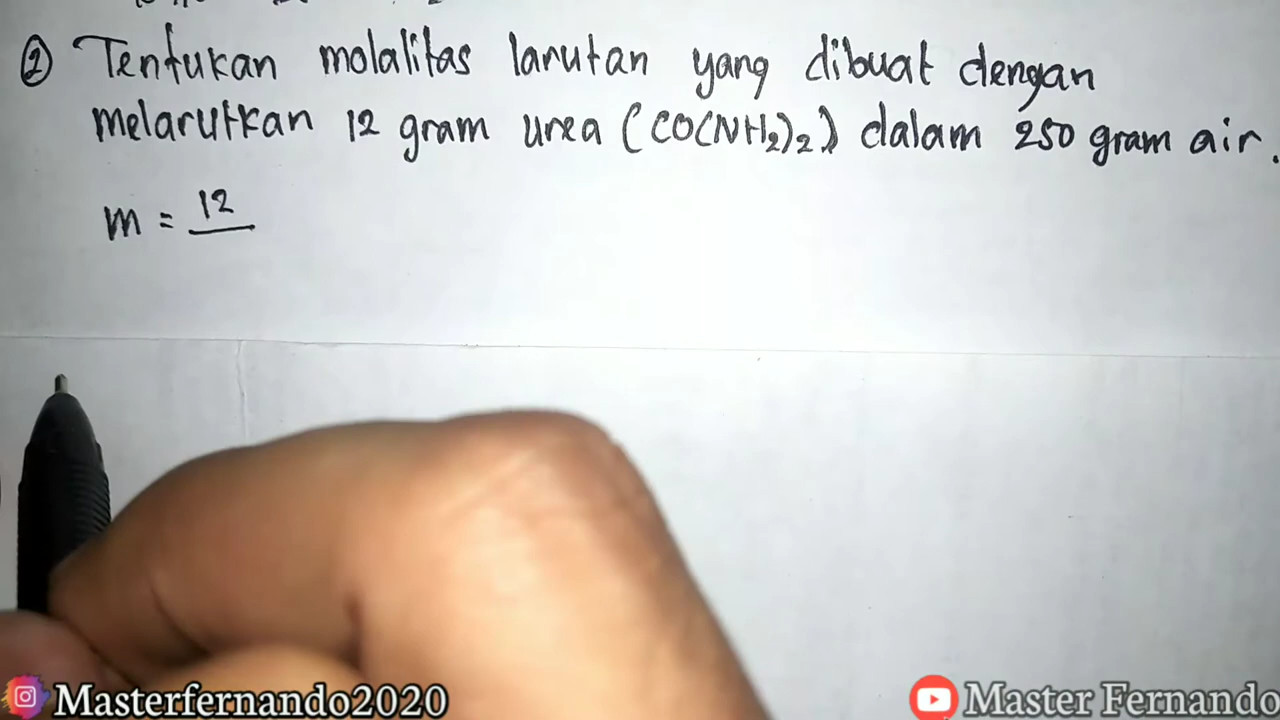 ② Tentukan molalitas larutan yang dibuat dengan
melarutkan 12 gram urea (CO(NH₂)₂) dalam 250 gram air.
m = 12
Masterfernando2020
Master Fernando